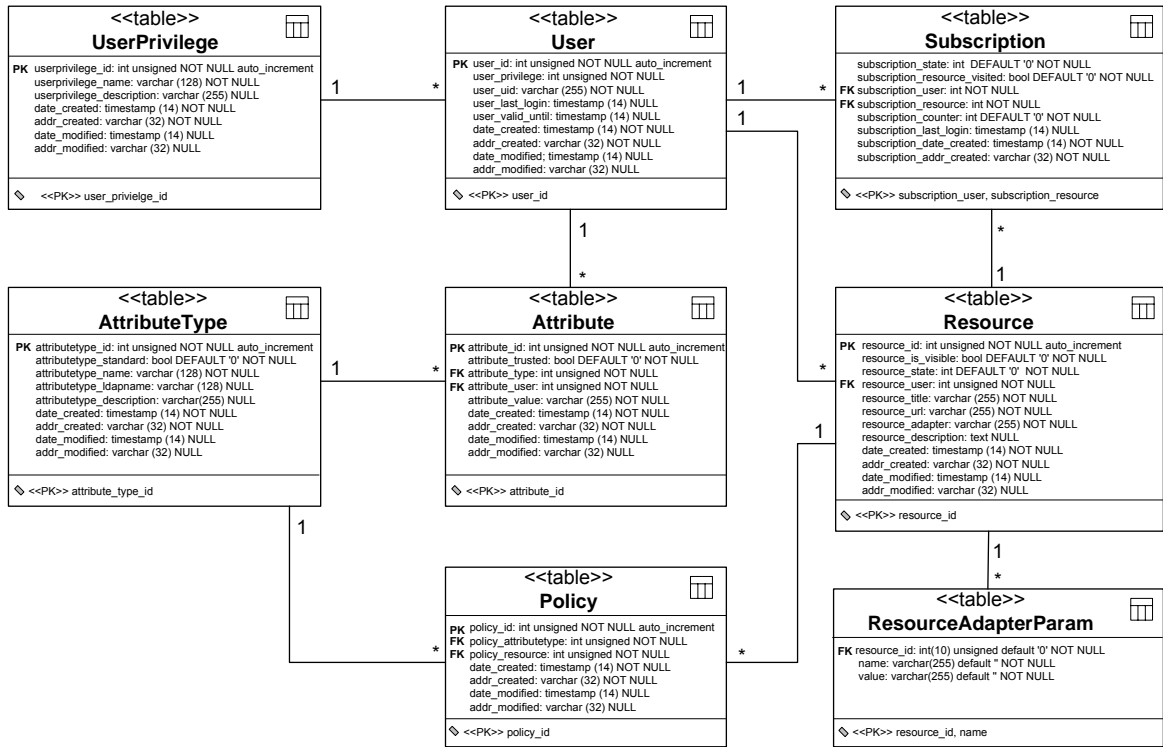 <<table>>
UserPrivilege
PK userprivilege_id: int unsigned NOT NULL auto_increment
userprivilege_name: varchar (128) NOT NULL
userprivilege_description: varchar (255) NULL
date_created: timestamp (14) NOT NULL
addr_created: varchar (32) NOT NULL
date_modified: timestamp (14) NULL
addr_modified: varchar (32) NULL
<<PK>> user_privielge_id
1
*
<<table>>
User
PK user_id: int unsigned NOT NULL auto_increment
user_privilege: int unsigned NOT NULL
user_uid: varchar (255) NOT NULL
user_last_login: timestamp (14) NULL
user_valid_until: timestamp (14) NULL
date_created: timestamp (14) NOT NULL
addr_created: varchar (32) NOT NULL
date_modified; timestamp (14) NULL
addr_modified: varchar (32) NULL
<<PK>> user_id
1
*
1
<<table>>
Subscription
subscription_state: int DEFAULT '0' NOT NULL
subscription_resource_visited: bool DEFAULT '0' NOT NULL
FK subscription_user: int NOT NULL
FK subscription_resource: int NOT NULL
subscription_counter: int DEFAULT '0' NOT NULL
subscription_last_login: timestamp (14) NULL
subscription_date_created: timestamp (14) NOT NULL
subscription_addr_created: varchar (32) NOT NULL
<<PK>> subscription_user, subscription_resource
1
*
*
1
<<table>>
AttributeType
PK attributetype_id: int unsigned NOT NULL auto_increment
attributetype_standard: bool DEFAULT '0' NOT NULL
attributetype_name: varchar (128) NOT NULL
attributetype_ldapname: varchar (128) NULL
attributetype_description: varchar(255) NULL
date_created: timestamp (14) NOT NULL
addr_created: varchar (32) NOT NULL
date_modified: timestamp (14) NULL
addr_modified: varchar (32) NULL
<<PK>> attribute_type_id
1
*
<<table>>
Attribute
PK attribute_id: int unsigned NOT NULL auto_increment
attribute_trusted: bool DEFAULT '0' NOT NULL
FK attribute_type: int unsigned NOT NULL
FK attribute_user: int unsigned NOT NULL
attribute_value: varchar (255) NOT NULL
date_created: timestamp (14) NOT NULL
addr_created: varchar (32) NOT NULL
date_modified: timestamp (14) NULL
addr_modified: varchar (32) NULL
<<PK>> attribute_id
*
1
<<table>>
Resource
PK resource_id: int unsigned NOT NULL auto_increment
resource_is_visible: bool DEFAULT '0' NOT NULL
resource_state: int DEFAULT '0' NOT NULL
FK resource_user: int unsigned NOT NULL
resource_title: varchar (255) NOT NULL
resource_url: varchar (255) NOT NULL
resource_adapter: varchar (255) NOT NULL
resource_description: text NULL
date_created: timestamp (14) NOT NULL
addr_created: varchar (32) NOT NULL
date_modified: timestamp (14) NULL
addr_modified: varchar (32) NULL
<<PK>> resource_id
1
1
*
<<table>>
Policy
PK policy_id: int unsigned NOT NULL auto_increment
FK policy_attributetype: int unsigned NOT NULL
FK policy_resource: int unsigned NOT NULL
date_created: timestamp (14) NOT NULL
addr_created: varchar (32) NOT NULL
date_modified: timestamp (14) NULL
addr_modified: varchar (32) NULL
<<PK>> policy_id
*
*
<<table>>
ResourceAdapterParam
FK resource_id: int(10) unsigned default '0' NOT NULL
name: varchar(255) default '' NOT NULL
value: varchar(255) default '' NOT NULL
<<PK>> resource_id, name